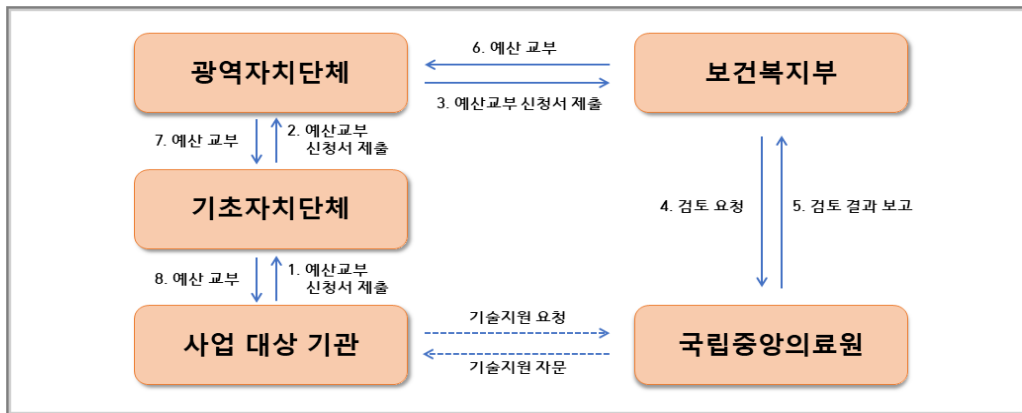 광역자치단체
6. 예산 교부
보건복지부
3. 예산교부 신청서 제출
7. 예산 교부
2. 예산교부
신청서 제출
기초자치단체
4. 검토 요청
5. 검토 결과 보고
8. 예산 교부
1. 예산교부
신청서 제출
사업 대상 기관
기술지원 요청
국립중앙의료원
기술지원 자문